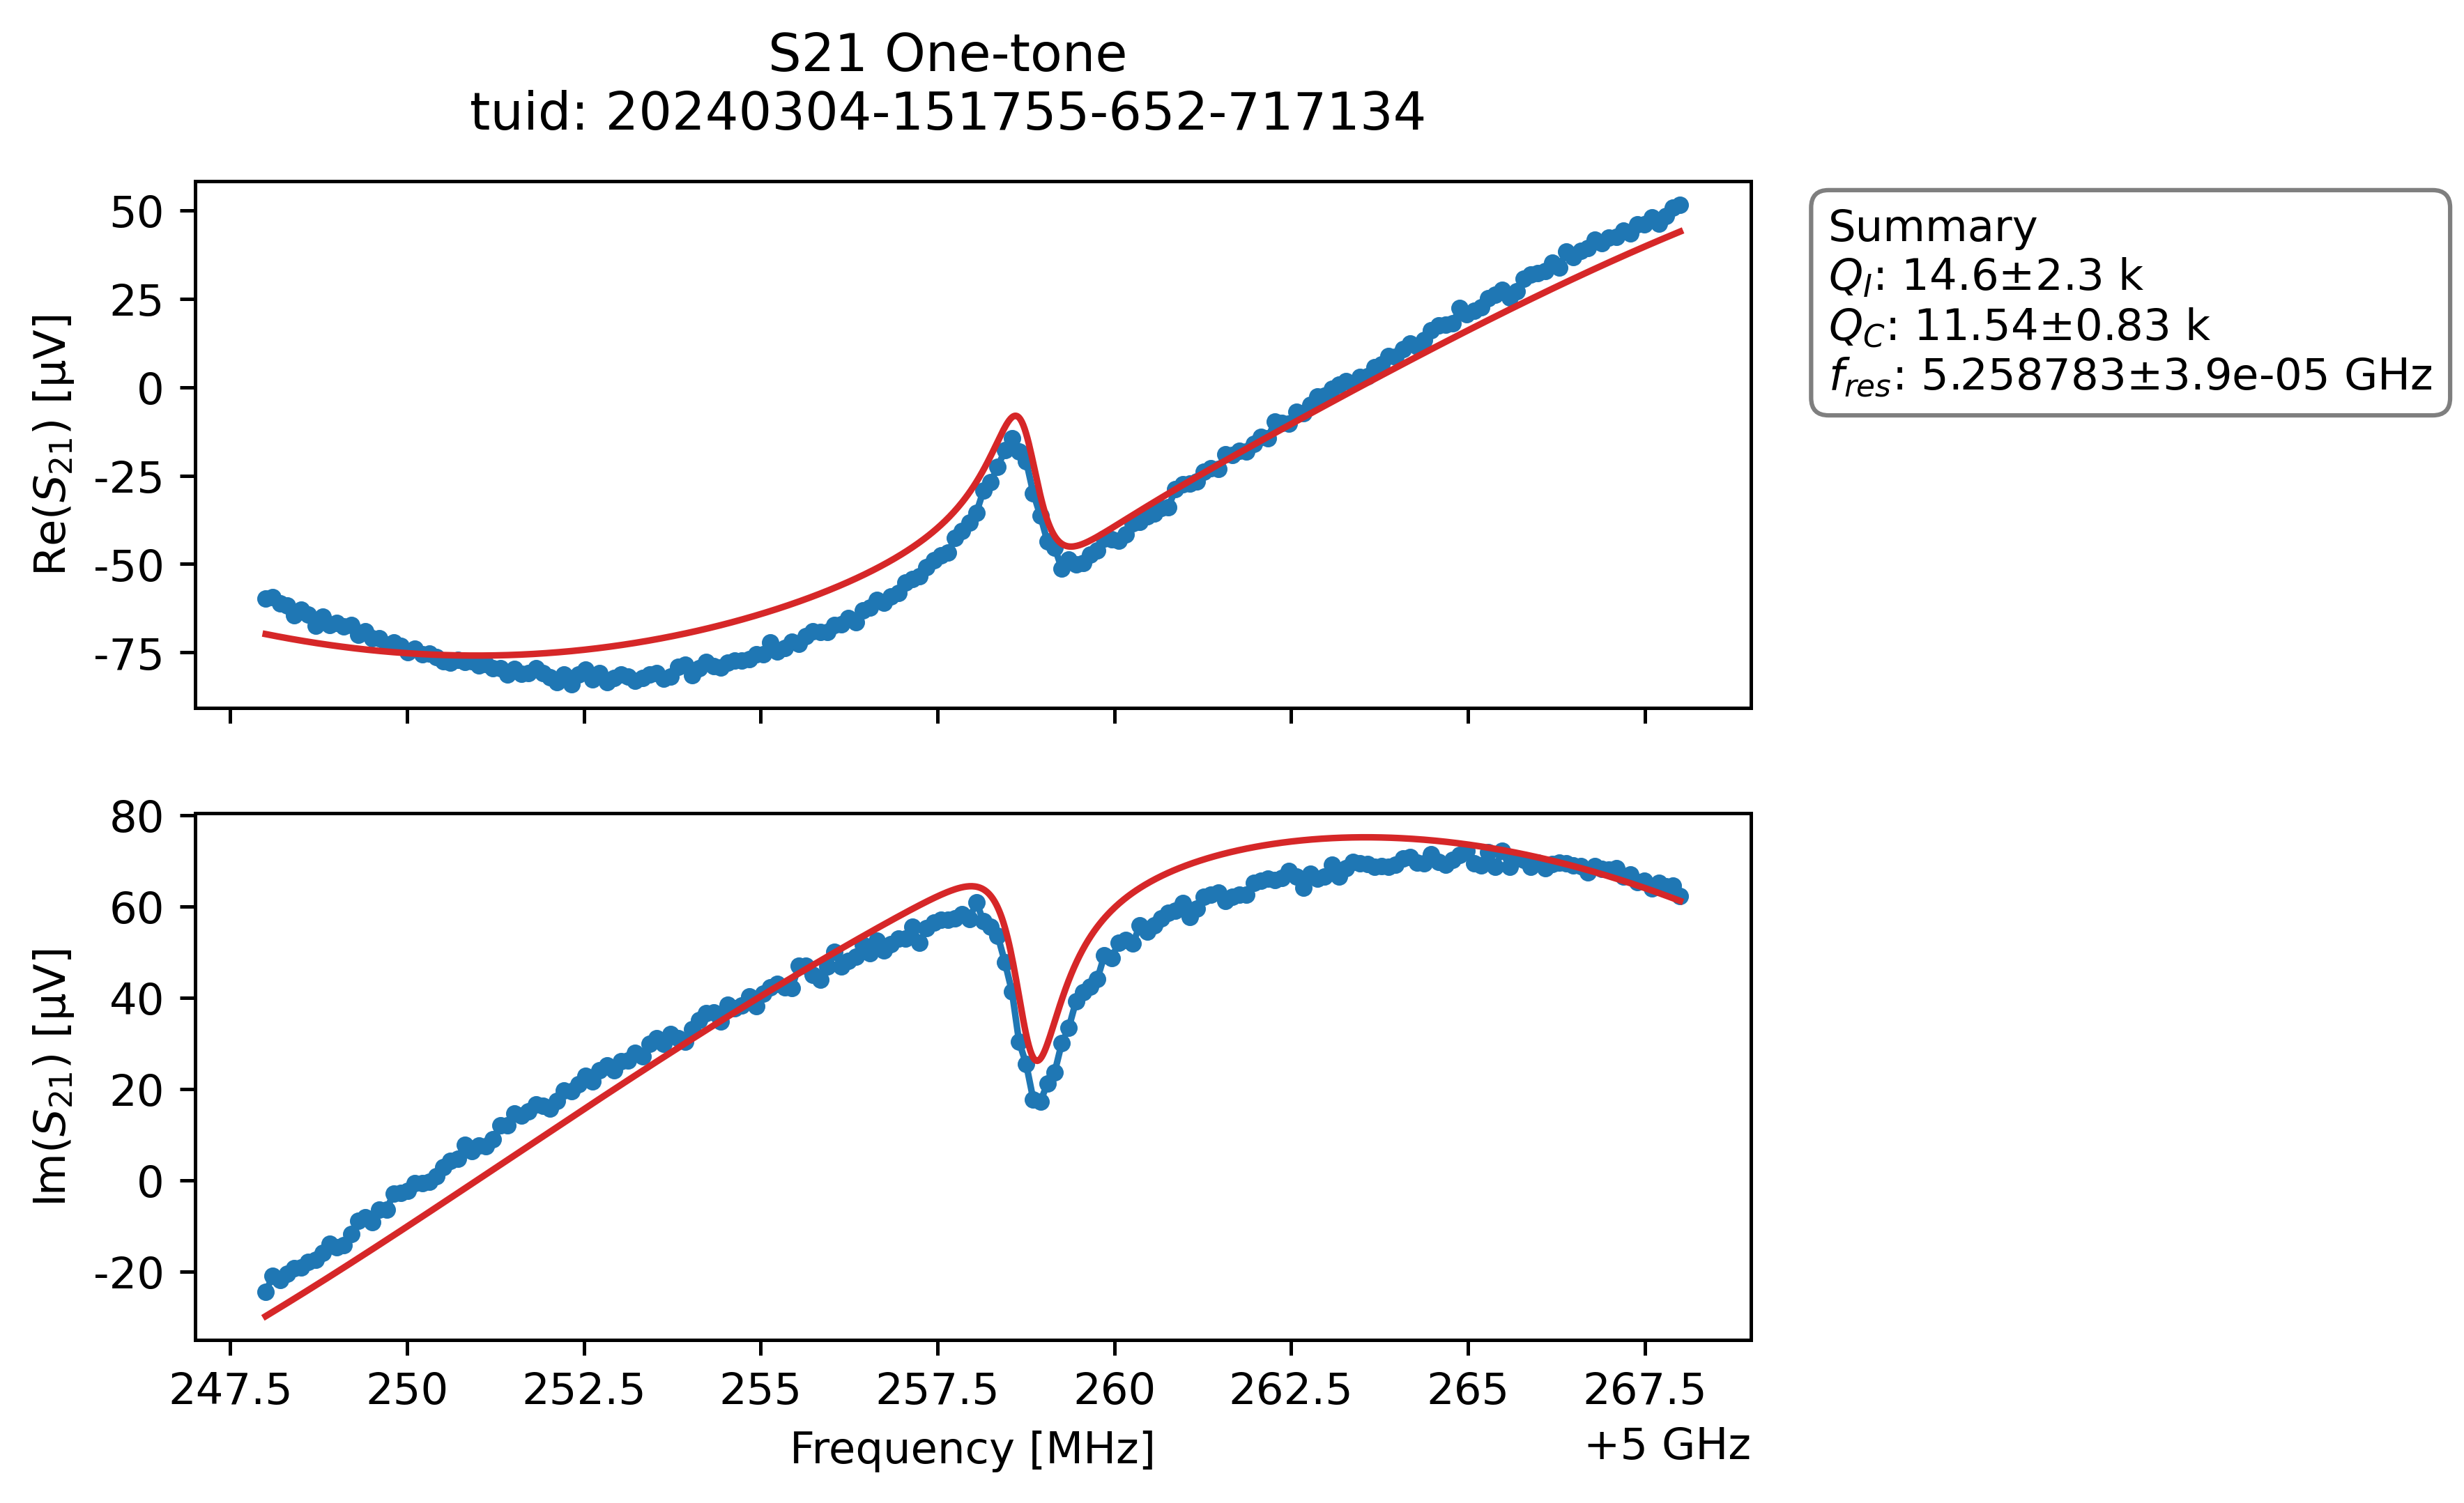 S21 One-tone
tuid: 20240304-151755-652-717134
Re(S₂₁) [µV]
50
25
0
-25
-50
-75
Summary
Q_I: 14.6±2.3 k
Q_C: 11.54±0.83 k
f_res: 5.258783±3.9e-05 GHz
Im(S₂₁) [µV]
80
60
40
20
0
-20
247.5 250 252.5 255 257.5 260 262.5 265 267.5
Frequency [MHz]
+5 GHz